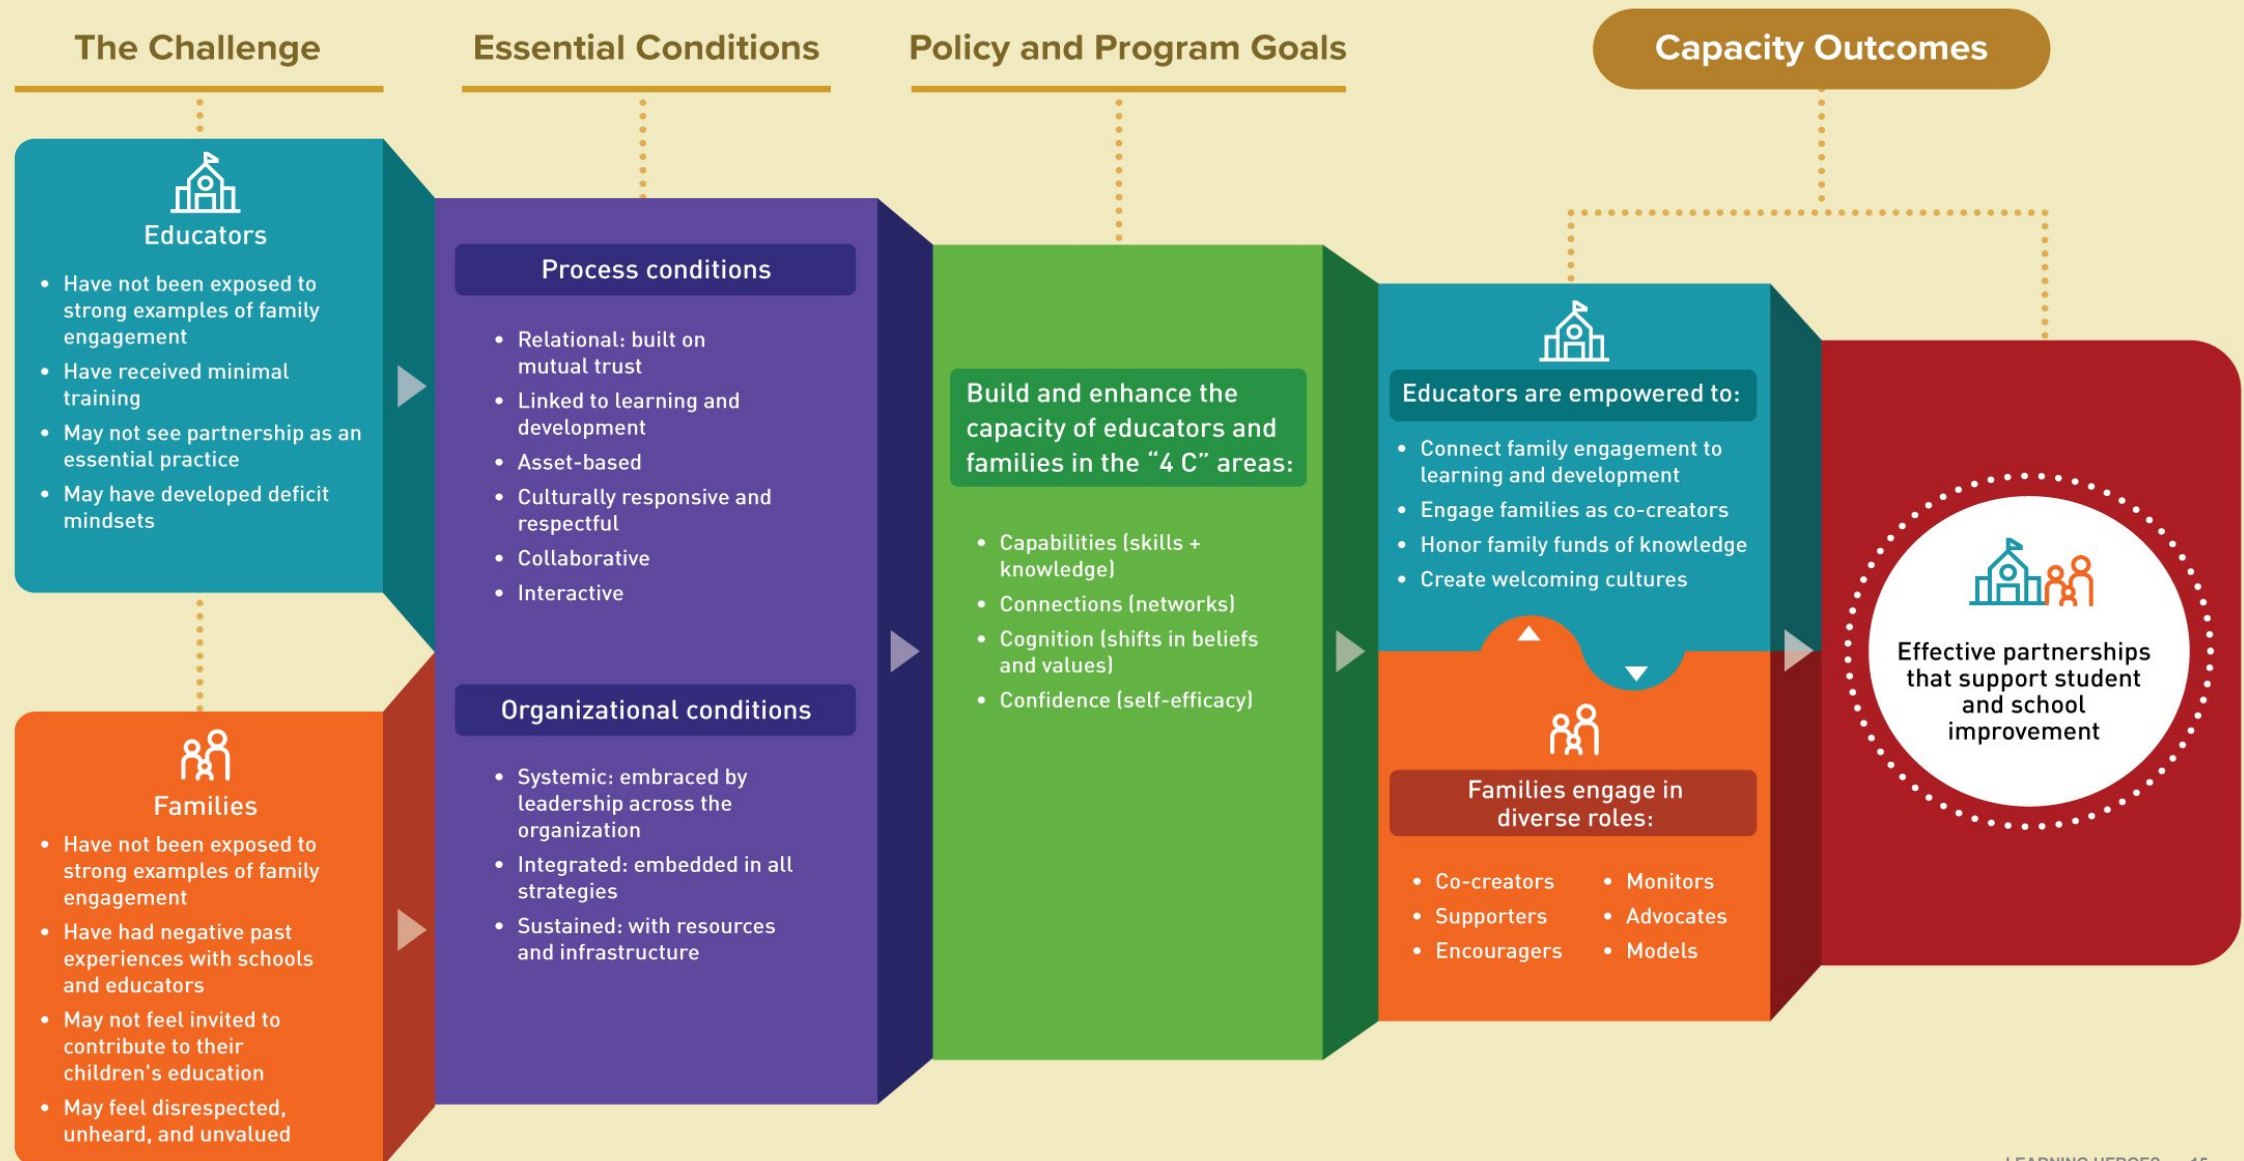 The Challenge
Essential Conditions
Policy and Program Goals
Capacity Outcomes
Educators
• Have not been exposed to
strong examples of family
engagement
• Have received minimal
training
• May not see partnership as an
essential practice
• May have developed deficit
mindsets
Families
• Have not been exposed to
strong examples of family
engagement
• Have had negative past
experiences with schools
and educators
• May not feel invited to
contribute to their
children's education
• May feel disrespected,
unheard, and unvalued
Process conditions
• Relational: built on
mutual trust
• Linked to learning and
development
• Asset-based
• Culturally responsive and
respectful
• Collaborative
• Interactive
Organizational conditions
• Systemic: embraced by
leadership across the
organization
• Integrated: embedded in all
strategies
• Sustained: with resources
and infrastructure
Build and enhance the
capacity of educators and
families in the “4 C” areas:
• Capabilities (skills +
knowledge)
• Connections (networks)
• Cognition (shifts in beliefs
and values)
• Confidence (self-efficacy)
Educators are empowered to:
• Connect family engagement to
learning and development
• Engage families as co-creators
• Honor family funds of knowledge
• Create welcoming cultures
Families engage in
diverse roles:
• Co-creators
• Supporters
• Encouragers
• Monitors
• Advocates
• Models
Effective partnerships
that support student
and school
improvement
LEARNING HEROES 15